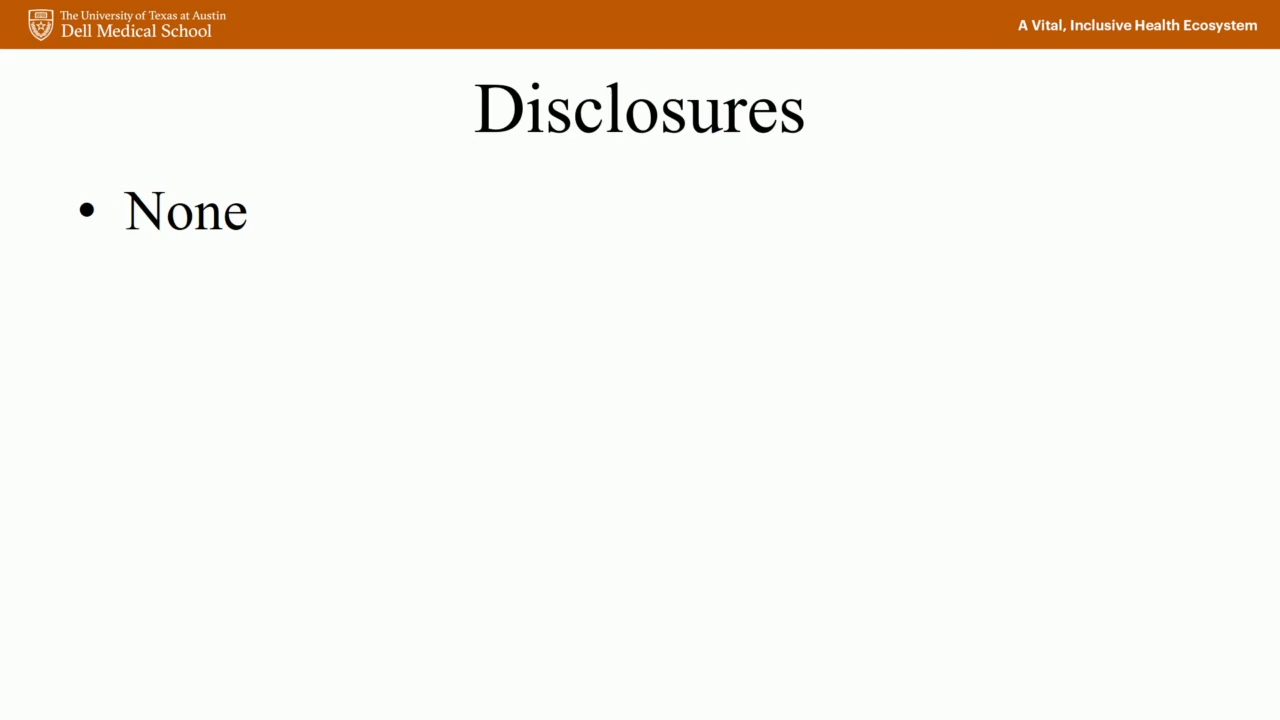 The University of Texas at Austin
Dell Medical School
A Vital, Inclusive Health Ecosystem
Disclosures
• None